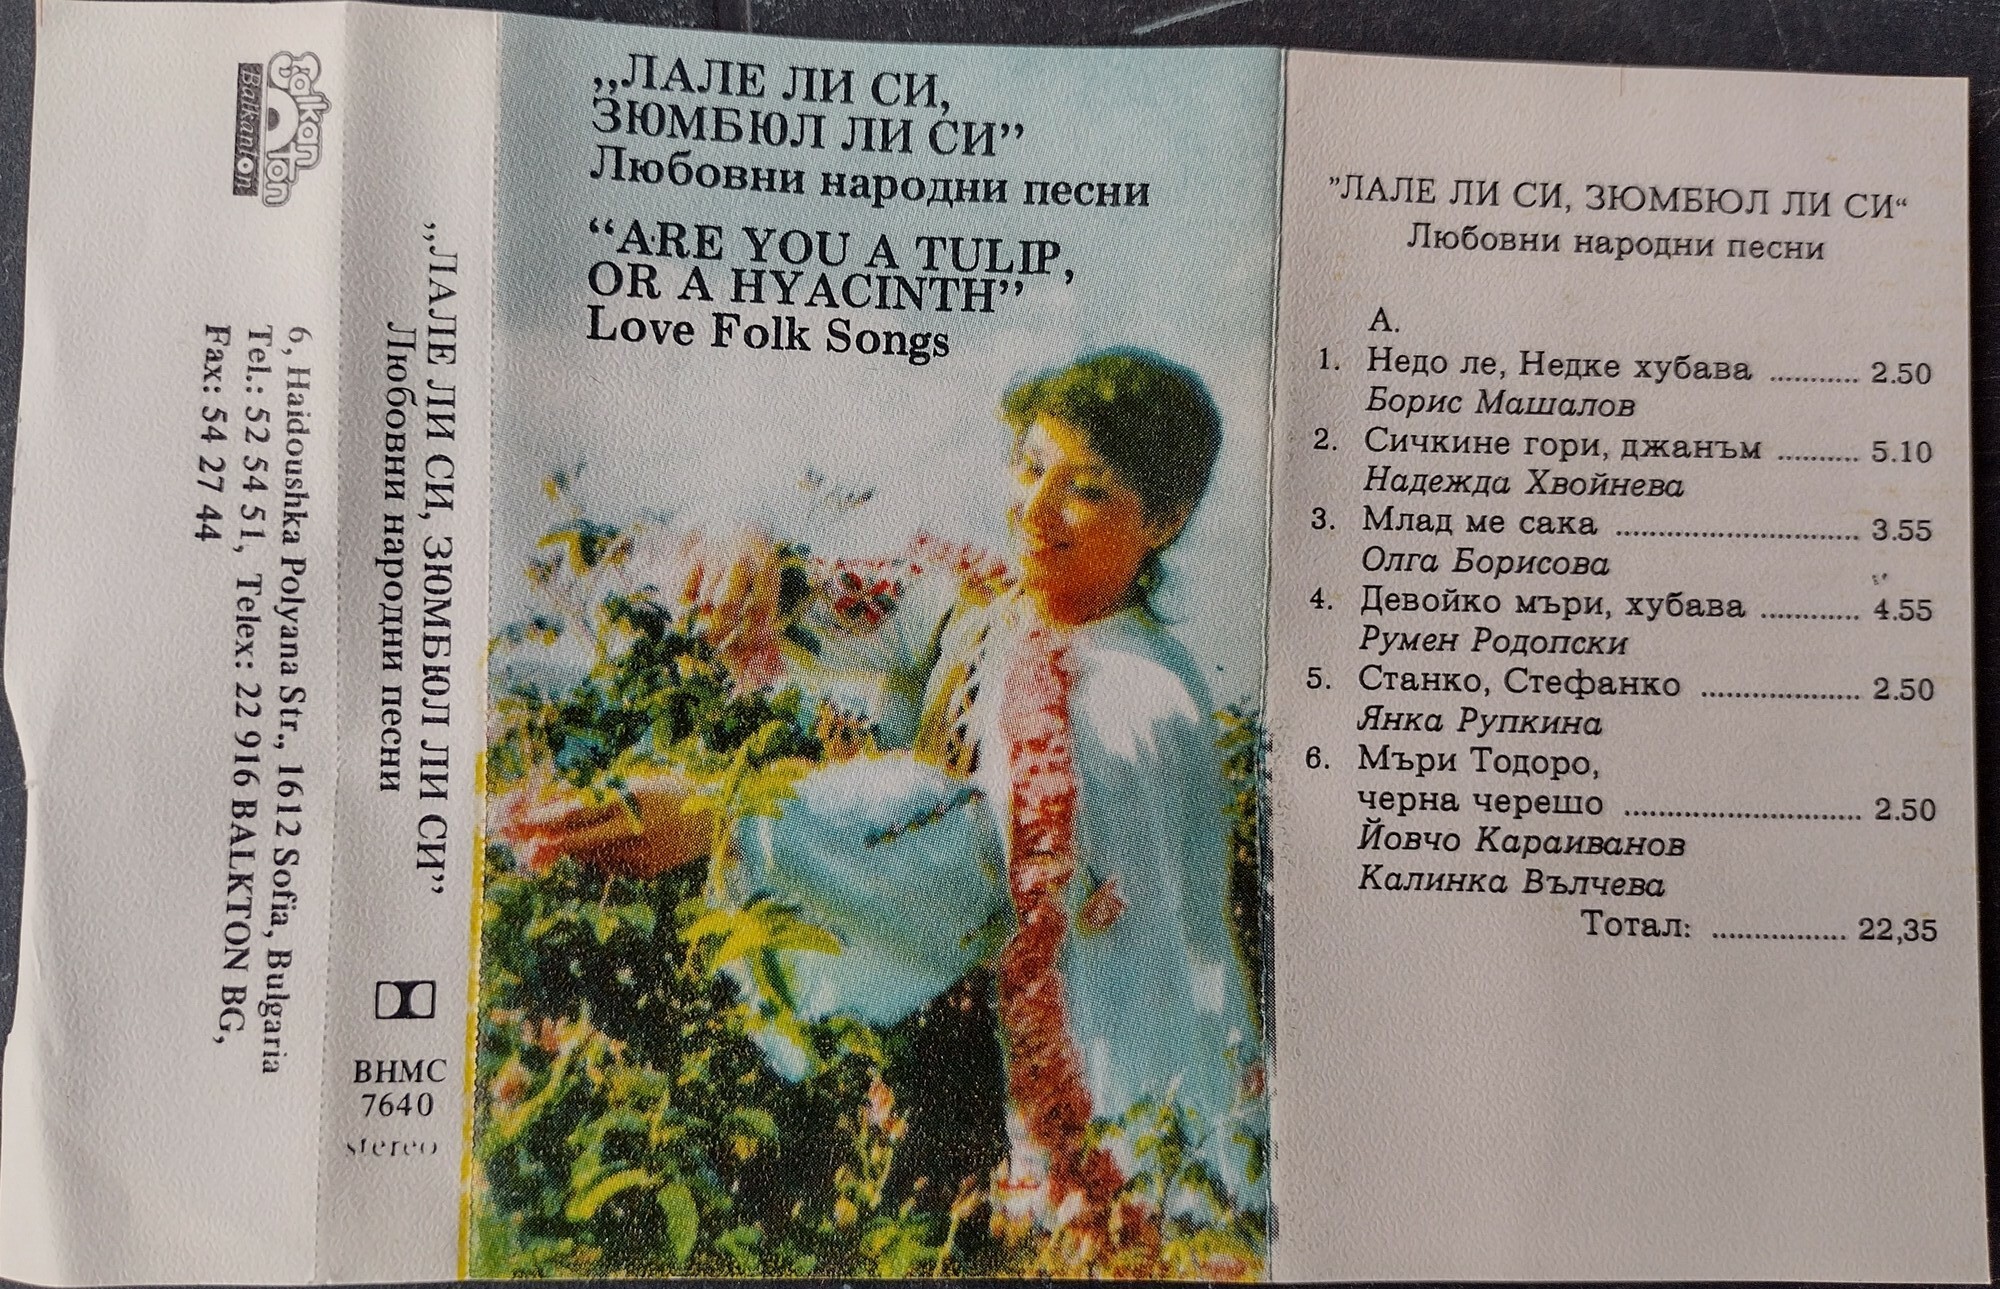 Balkanton
Balkanton
6, Haidoushka Polyana Str., 1612 Sofia, Bulgaria
Tel.: 52 54 51, Telex: 22 916 BALKTON BG,
Fax: 54 27 44
„ЛАЛЕ ЛИ СИ, ЗЮМБЮЛ ЛИ СИ”
Любовни народни песни
ВНМС
7640
stereo
„ЛАЛЕ ЛИ СИ,
ЗЮМБЮЛ ЛИ СИ”
Любовни народни песни
“ARE YOU A TULIP,
OR A HYACINTH”
Love Folk Songs
”ЛАЛЕ ЛИ СИ, ЗЮМБЮЛ ЛИ СИ“
Любовни народни песни
А.
1. Недо ле, Недке хубава ........... 2.50
Борис Машалов
2. Сичкине гори, джанъм .......... 5.10
Надежда Хвойнева
3. Млад ме сака ............................. 3.55
Олга Борисова
4. Девойко мъри, хубава ............ 4.55
Румен Родопски
5. Станко, Стефанко ................... 2.50
Янка Рупкина
6. Мъри Тодоро,
черна черешо ............................ 2.50
Йовчо Караиванов
Калинка Вълчева
Тотал: ................ 22,35